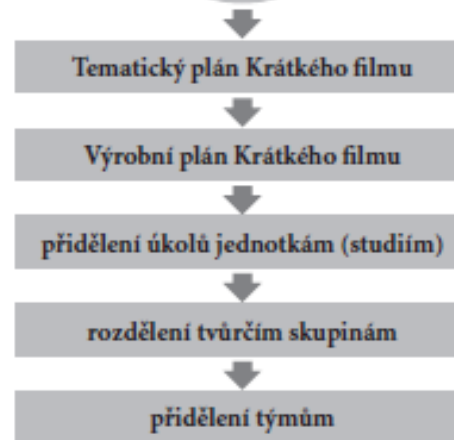 Tematický plán Krátkého filmu
Výrobní plán Krátkého filmu
přidělení úkolů jednotkám (studiím)
rozdělení tvůrčím skupinám
přidělení týmům